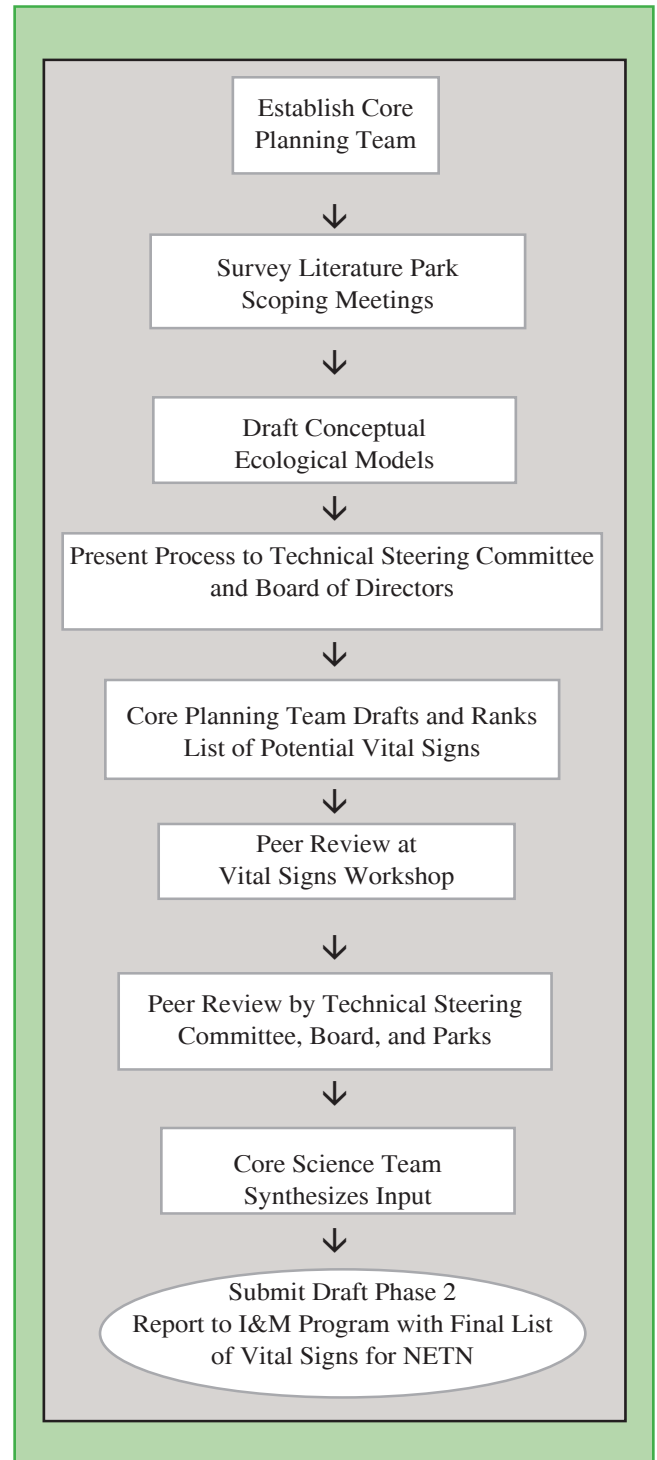 Establish Core
Planning Team
Survey Literature Park
Scoping Meetings
Draft Conceptual
Ecological Models
Present Process to Technical Steering Committee
and Board of Directors
Core Planning Team Drafts and Ranks
List of Potential Vital Signs
Peer Review at
Vital Signs Workshop
Peer Review by Technical Steering
Committee, Board, and Parks
Core Science Team
Synthesizes Input
Submit Draft Phase 2
Report to I&M Program with Final List
of Vital Signs for NETN